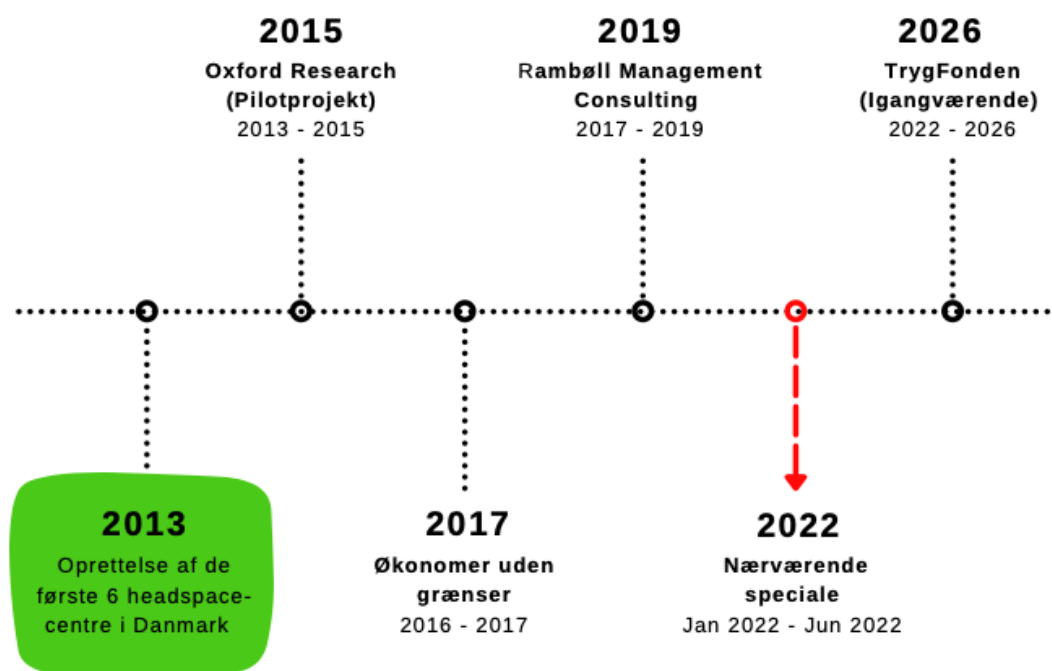 2015
Oxford Research
(Pilotprojekt)
2013 - 2015
2019
Rambøll Management
Consulting
2017 - 2019
2026
TrygFonden
(Igangværende)
2022 - 2026
2013
Oprettelse af de
første 6 headspace-
centre i Danmark
2017
Økonomer uden
grænser
2016 - 2017
2022
Nærværende
speciale
Jan 2022 - Jun 2022